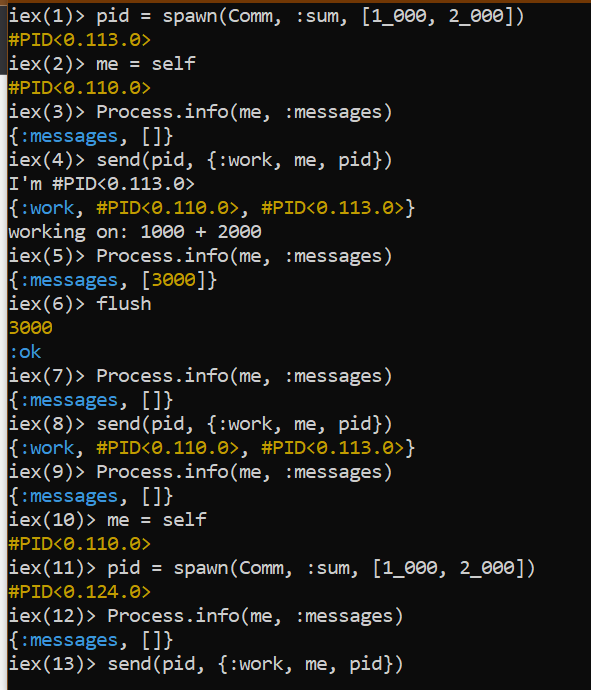 iex(1)> pid = spawn(Comm, :sum, [1_000, 2_000])
#PID<0.113.0>
iex(2)> me = self
#PID<0.110.0>
iex(3)> Process.info(me, :messages)
{:messages, []}
iex(4)> send(pid, {:work, me, pid})
I'm #PID<0.113.0>
{:work, #PID<0.110.0>, #PID<0.113.0>}
working on: 1000 + 2000
iex(5)> Process.info(me, :messages)
{:messages, [3000]}
iex(6)> flush
3000
:ok
iex(7)> Process.info(me, :messages)
{:messages, []}
iex(8)> send(pid, {:work, me, pid})
{:work, #PID<0.110.0>, #PID<0.113.0>}
iex(9)> Process.info(me, :messages)
{:messages, []}
iex(10)> me = self
#PID<0.110.0>
iex(11)> pid = spawn(Comm, :sum, [1_000, 2_000])
#PID<0.124.0>
iex(12)> Process.info(me, :messages)
{:messages, []}
iex(13)> send(pid, {:work, me, pid})